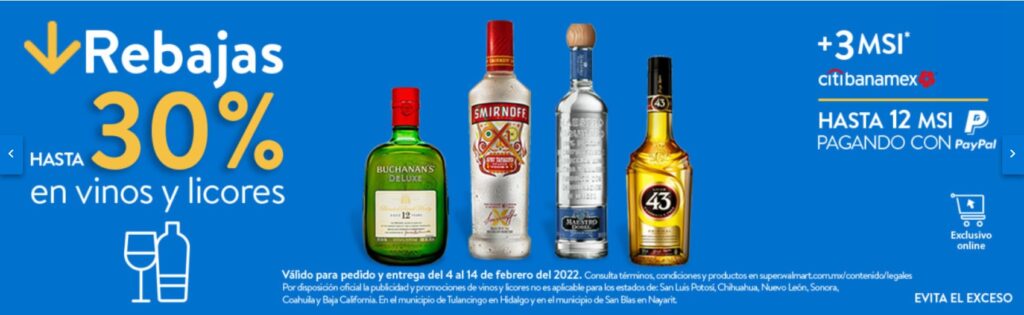 Rebajas
HASTA 30%
en vinos y licores
BUCHANAN'S
DELUXE
AGED 12 YEARS
SMIRNOFF
MAESTRO
DOBEL
43
43
+3 MSI*
citibanamex
HASTA 12 MSI
PAGANDO CON PayPal
Exclusivo
online
Válido para pedido y entrega del 4 al 14 de febrero del 2022. Consulta términos, condiciones y productos en super.walmart.com.mx/contenido/legales
Por disposición oficial la publicidad y promociones de vinos y licores no es aplicable para los estados de: San Luis Potosí, Chihuahua, Nuevo León, Sonora,
Coahuila y Baja California. En el municipio de Tulancingo en Hidalgo y en el municipio de San Blas en Nayarit.
EVITA EL EXCESO